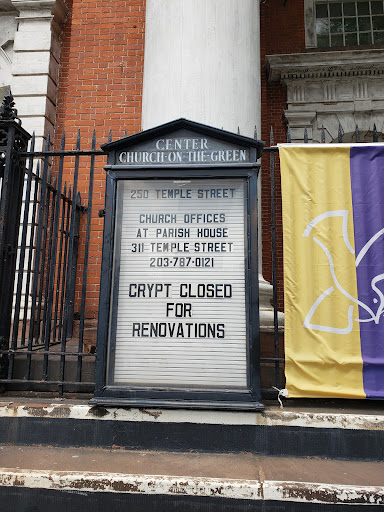 CENTER
CHURCH-ON-THE-GREEN
250 TEMPLE STREET
CHURCH OFFICES
AT PARISH HOUSE
311 TEMPLE STREET
203-787-0121
CRYPT CLOSED
FOR
RENOVATIONS